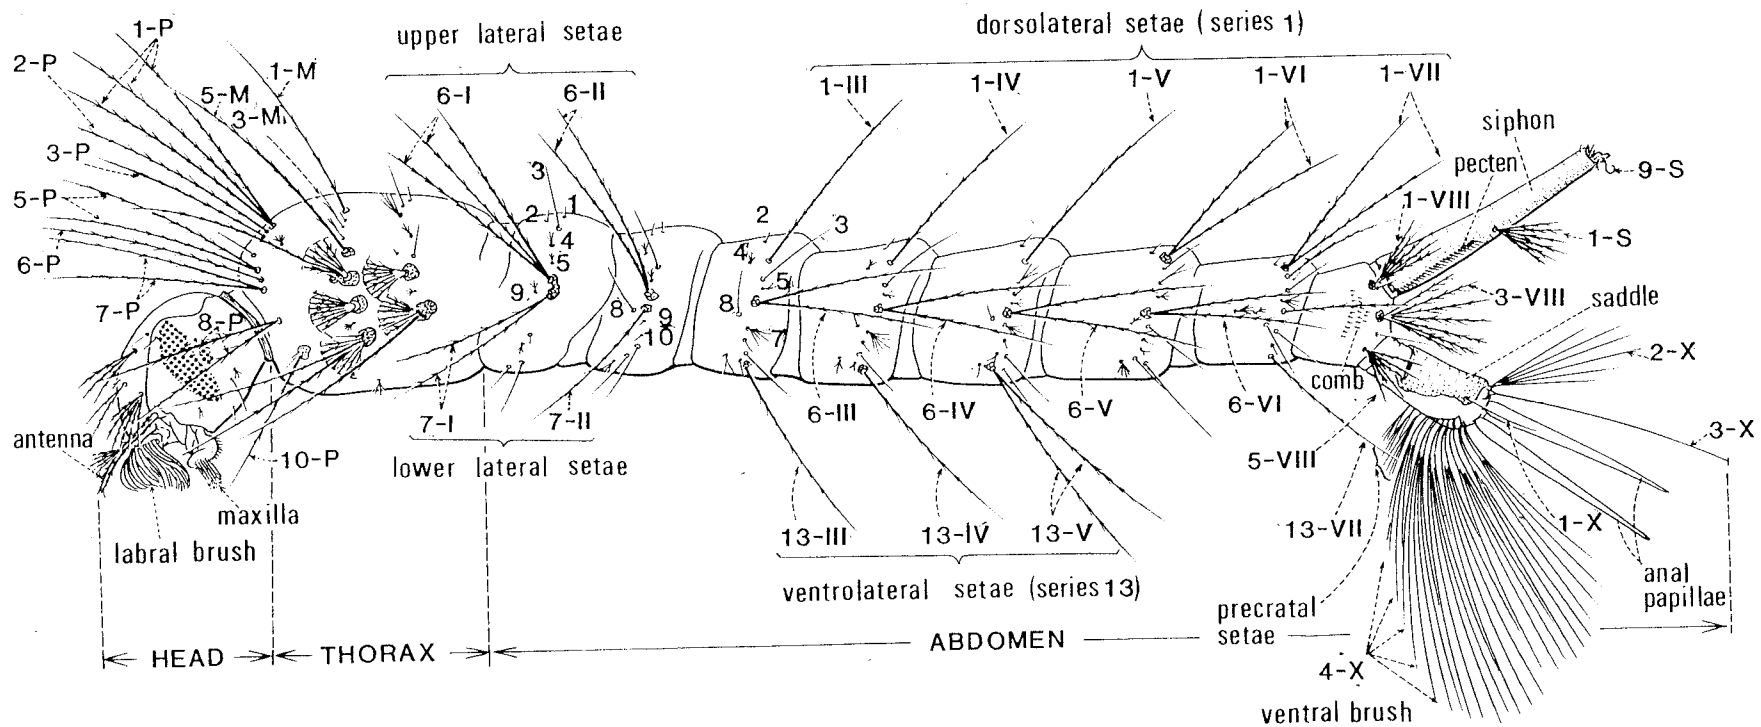 upper lateral setae
dorsolateral setae (series 1)
1-P
2-P
1-M
5-M
3-M
3-P
5-P
6-P
7-P
8-P
6-I
6-II
1-III
1-IV
1-V
1-VI
1-VII
siphon
pecten
9-S
1-VIII
1-S
3-VIII
saddle
2-X
3
2
1
4
5
9
8
9
10
2
3
4
5
8
7
comb
6-III
6-IV
6-V
6-VI
7-I
7-II
lower lateral setae
antenna
10-P
maxilla
labral brush
5-VIII
3-X
13-III
13-IV
13-V
13-VII
1-X
ventrolateral setae (series 13)
precratal
setae
anal
papillae
HEAD
THORAX
ABDOMEN
4-X
ventral brush